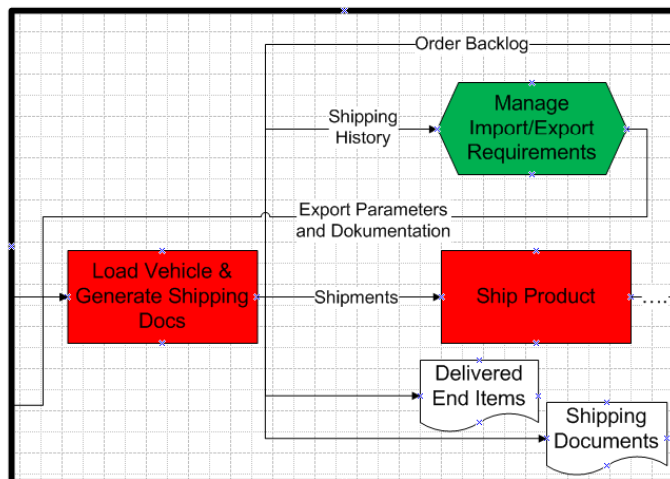 Order Backlog
Manage
Import/Export
Requirements
Shipping
History
Export Parameters
and Dokumentation
Load Vehicle &
Generate Shipping
Docs
Shipments
Ship Product
....
Delivered
End Items
Shipping
Documents